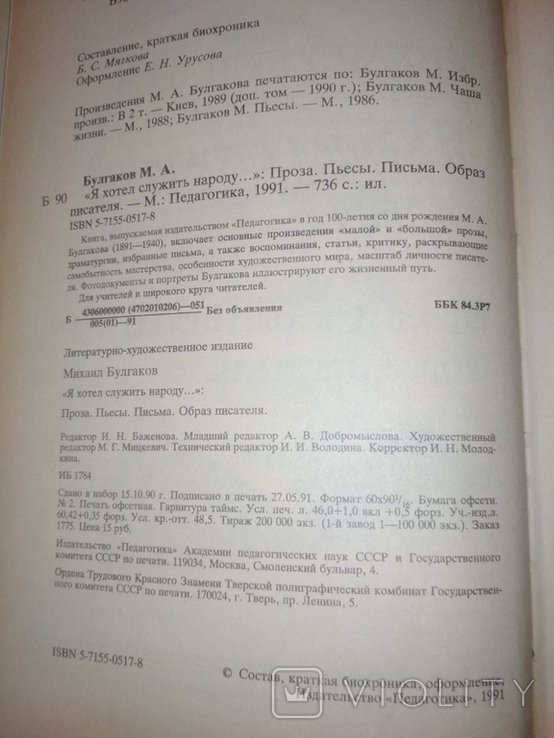 Б90
Составление, краткая биохроника
Б. С. Мягкова
Оформление Е. Н. Урусова
Произведения М. А. Булгакова печатаются по: Булгаков М. Избр.
произв.: В 2 т. — Киев, 1989 (доп. том — 1990 г.); Булгаков М. Чаша
жизни. — М., 1988; Булгаков М. Пьесы. — М., 1986.
Булгаков М. А.
Б 90 «Я хотел служить народу...»: Проза. Пьесы. Письма. Образ
писателя. — М.: Педагогика, 1991. — 736 с.: ил.
ISBN 5-7155-0517-8
Книга, выпускаемая издательством «Педагогика» в год 100-летия со дня рождения М. А.
Булгакова (1891—1940), включает основные произведения «малой» и «большой» прозы,
драматургии, избранные письма, а также воспоминания, статьи, критику, раскрывающие
самобытность мастерства, особенности художественного мира, масштаб личности писате-
ля. Фотодокументы и портреты Булгакова иллюстрируют его жизненный путь.
Для учителей и широкого круга читателей.
Б 4306000000 (4702010206)—051
005(01)—91 Без объявления ББК 84.3Р7
Литературно-художественное издание
Михаил Булгаков
«Я хотел служить народу...»:
Проза. Пьесы. Письма. Образ писателя.
Редактор И. Н. Баженова. Младший редактор А. В. Добромыслова. Художественный
редактор М. Г. Мицкевич. Технический редактор И. И. Володина. Корректор И. Н. Молод-
кина.
ИБ 1784
Сдано в набор 15.10.90 г. Подписано в печать 27.05.91. Формат 60х90¹/₁₆. Бумага офсетн.
№ 2. Печать офсетная. Гарнитура таймс. Усл. печ. л. 46,0+1,0 вкл +0,5 форз. Уч.-изд.л.
60,42+0,35 форз. Усл. кр.-отт. 48,5. Тираж 200 000 экз. (1-й завод 1—100 000 экз.). Заказ
1775. Цена 15 руб.
Издательство «Педагогика» Академии педагогических наук СССР и Государственного
комитета СССР по печати. 119034, Москва, Смоленский бульвар, 4.
Ордена Трудового Красного Знамени Тверской полиграфический комбинат Государствен-
ного комитета СССР по печати. 170024, г. Тверь, пр. Ленина, 5.
ISBN 5-7155-0517-8
© Состав, краткая биохроника, оформление:
Издательство «Педагогика», 1991
VIOLITY